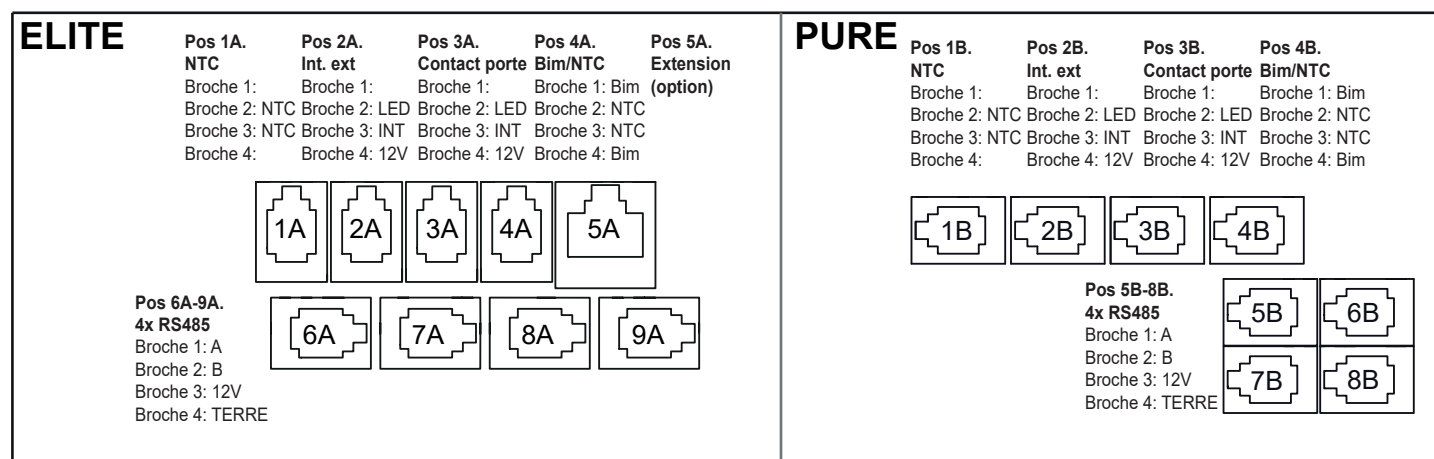 ELITE
Pos 1A.
NTC
Broche 1:
Broche 2: NTC
Broche 3: NTC
Broche 4:
Pos 2A.
Int. ext
Broche 1:
Broche 2: LED
Broche 3: INT
Broche 4: 12V
Pos 3A.
Contact porte
Broche 1:
Broche 2: LED
Broche 3: INT
Broche 4: 12V
Pos 4A.
Bim/NTC
Broche 1: Bim
Broche 2: NTC
Broche 3: NTC
Broche 4: Bim
Pos 5A.
Extension
(option)
1A
2A
3A
4A
5A
Pos 6A-9A.
4x RS485
Broche 1: A
Broche 2: B
Broche 3: 12V
Broche 4: TERRE
6A
7A
8A
9A
PURE
Pos 1B.
NTC
Broche 1:
Broche 2: NTC
Broche 3: NTC
Broche 4:
Pos 2B.
Int. ext
Broche 1:
Broche 2: LED
Broche 3: INT
Broche 4: 12V
Pos 3B.
Contact porte
Broche 1:
Broche 2: LED
Broche 3: INT
Broche 4: 12V
Pos 4B.
Bim/NTC
Broche 1: Bim
Broche 2: NTC
Broche 3: NTC
Broche 4: Bim
1B
2B
3B
4B
Pos 5B-8B.
4x RS485
Broche 1: A
Broche 2: B
Broche 3: 12V
Broche 4: TERRE
5B
6B
7B
8B